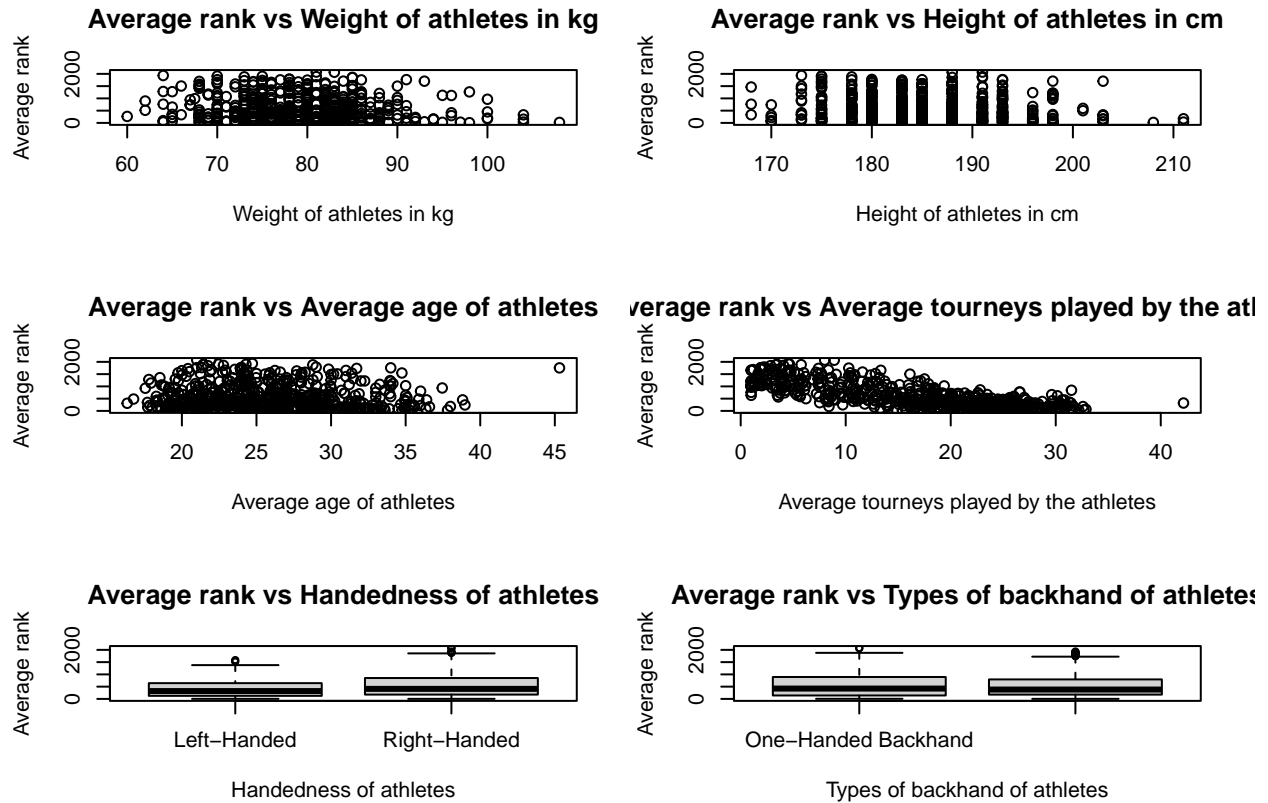 Average rank vs Weight of athletes in kg
Average rank
2000
0
60 70 80 90 100
Weight of athletes in kg
Average rank vs Height of athletes in cm
Average rank
2000
0
170 180 190 200 210
Height of athletes in cm
Average rank vs Average age of athletes
Average rank
2000
0
20 25 30 35 40 45
Average age of athletes
verage rank vs Average tourneys played by the atl
Average rank
2000
0
0 10 20 30 40
Average tourneys played by the athletes
Average rank vs Handedness of athletes
Average rank
2000
0
Left−Handed Right−Handed
Handedness of athletes
Average rank vs Types of backhand of athletes
Average rank
2000
0
One−Handed Backhand
Types of backhand of athletes